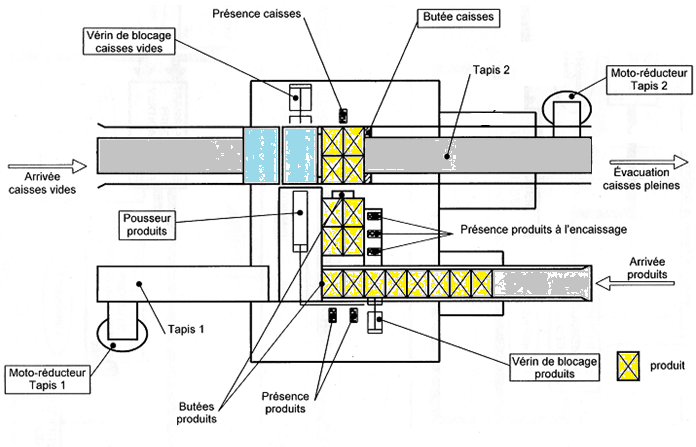 Présence caisses
Butée caisses
Vérin de blocage
caisses vides
Tapis 2
Moto-réducteur
Tapis 2
Arrivée
caisses vides
Évacuation
caisses pleines
Pousseur
produits
Présence produits à l'encaissage
Arrivée
produits
Tapis 1
Moto-réducteur
Tapis 1
Butées
produits
Présence
produits
Vérin de blocage
produits
produit